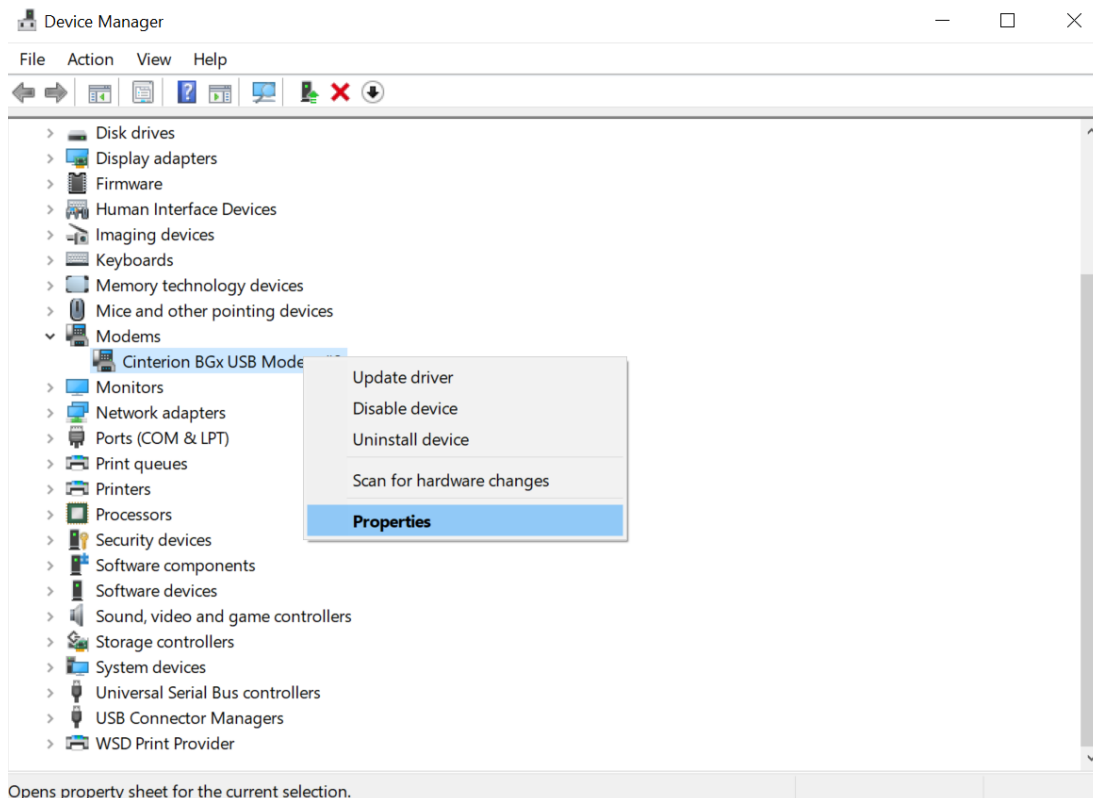 Device Manager
File Action View Help
Disk drives
Display adapters
Firmware
Human Interface Devices
Imaging devices
Keyboards
Memory technology devices
Mice and other pointing devices
Modems
Cinterion BGx USB
Update driver
Disable device
Uninstall device
Scan for hardware changes
Properties
Monitors
Network adapters
Ports (COM & LPT)
Print queues
Printers
Processors
Security devices
Software components
Software devices
Sound, video and game controllers
Storage controllers
System devices
Universal Serial Bus controllers
USB Connector Managers
WSD Print Provider
Opens property sheet for the current selection.